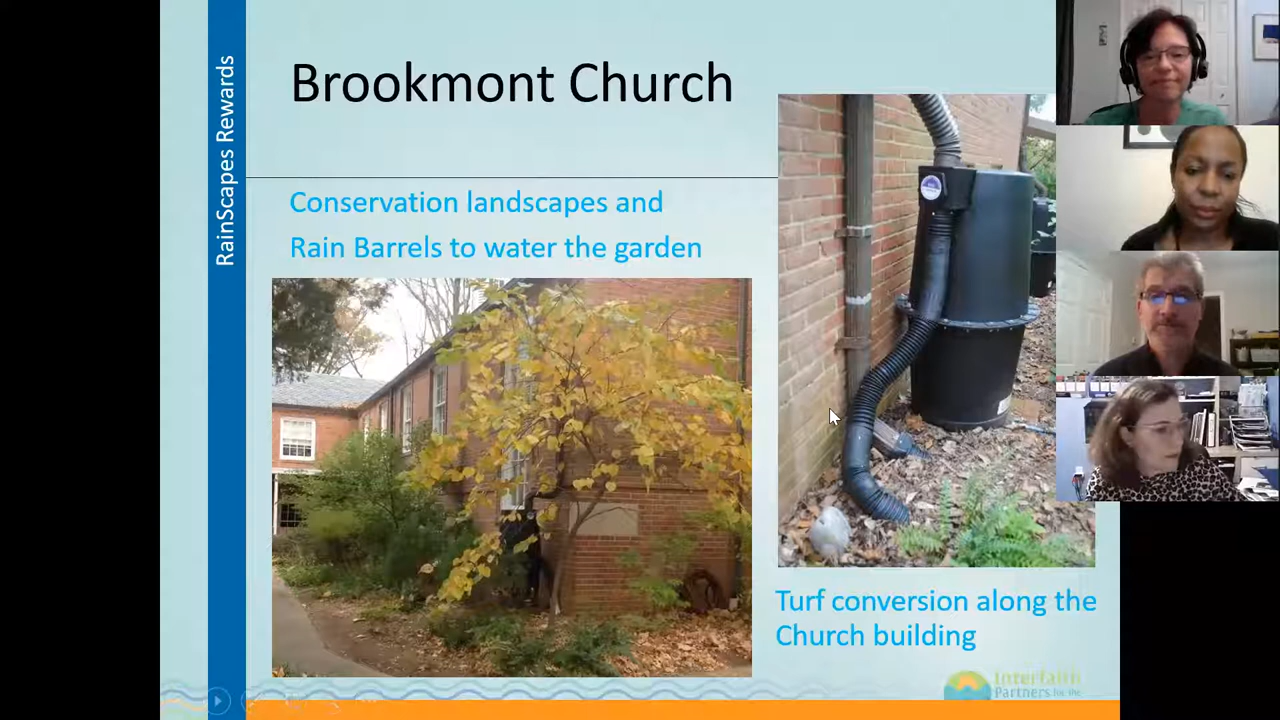 RainScapes Rewards
Brookmont Church
Conservation landscapes and
Rain Barrels to water the garden
Turf conversion along the
Church building
Interfaith
Partners for the